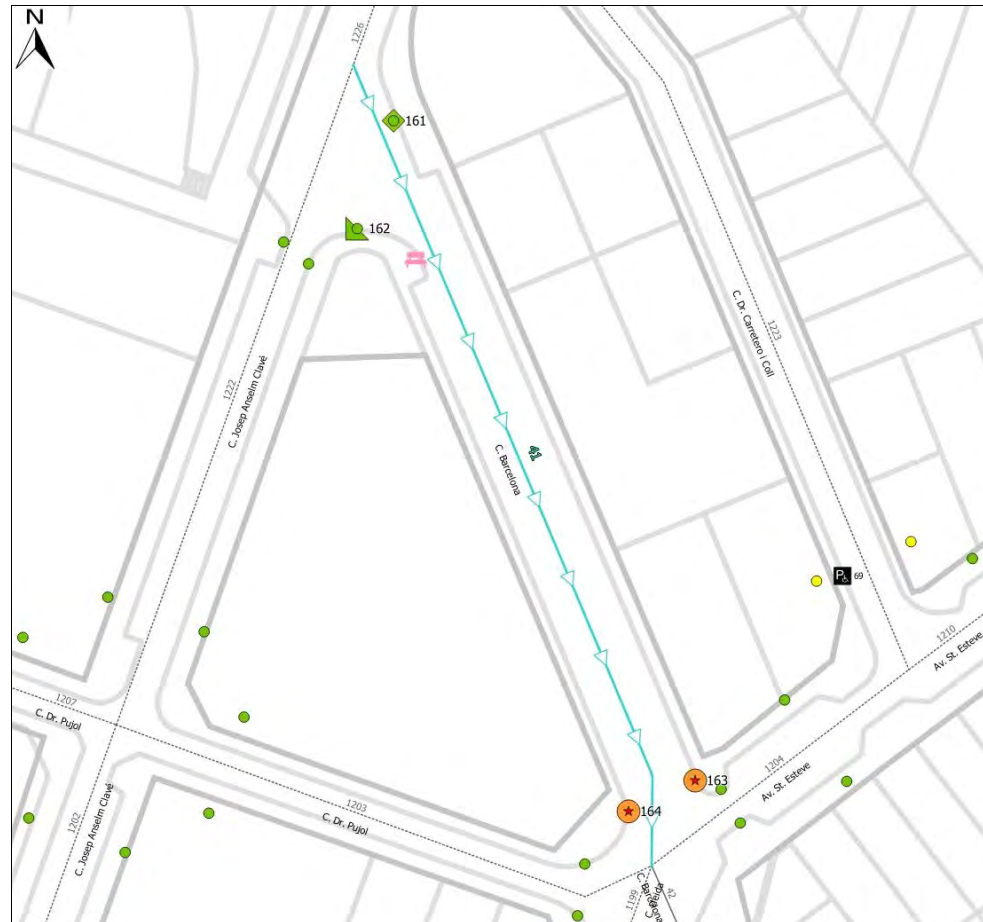 N
1226
161
162
1223
C. Dr. Carretero i Coll
1222
C. Josep Anselm Clavé
41
C. Barcelona
P 69
1210
Av. St. Esteve
1207
C. Dr. Pujol
163
1204
Av. St. Esteve
164
1203
C. Dr. Pujol
1202
C. Josep Anselm Clavé
1199
C. Barcelona
42